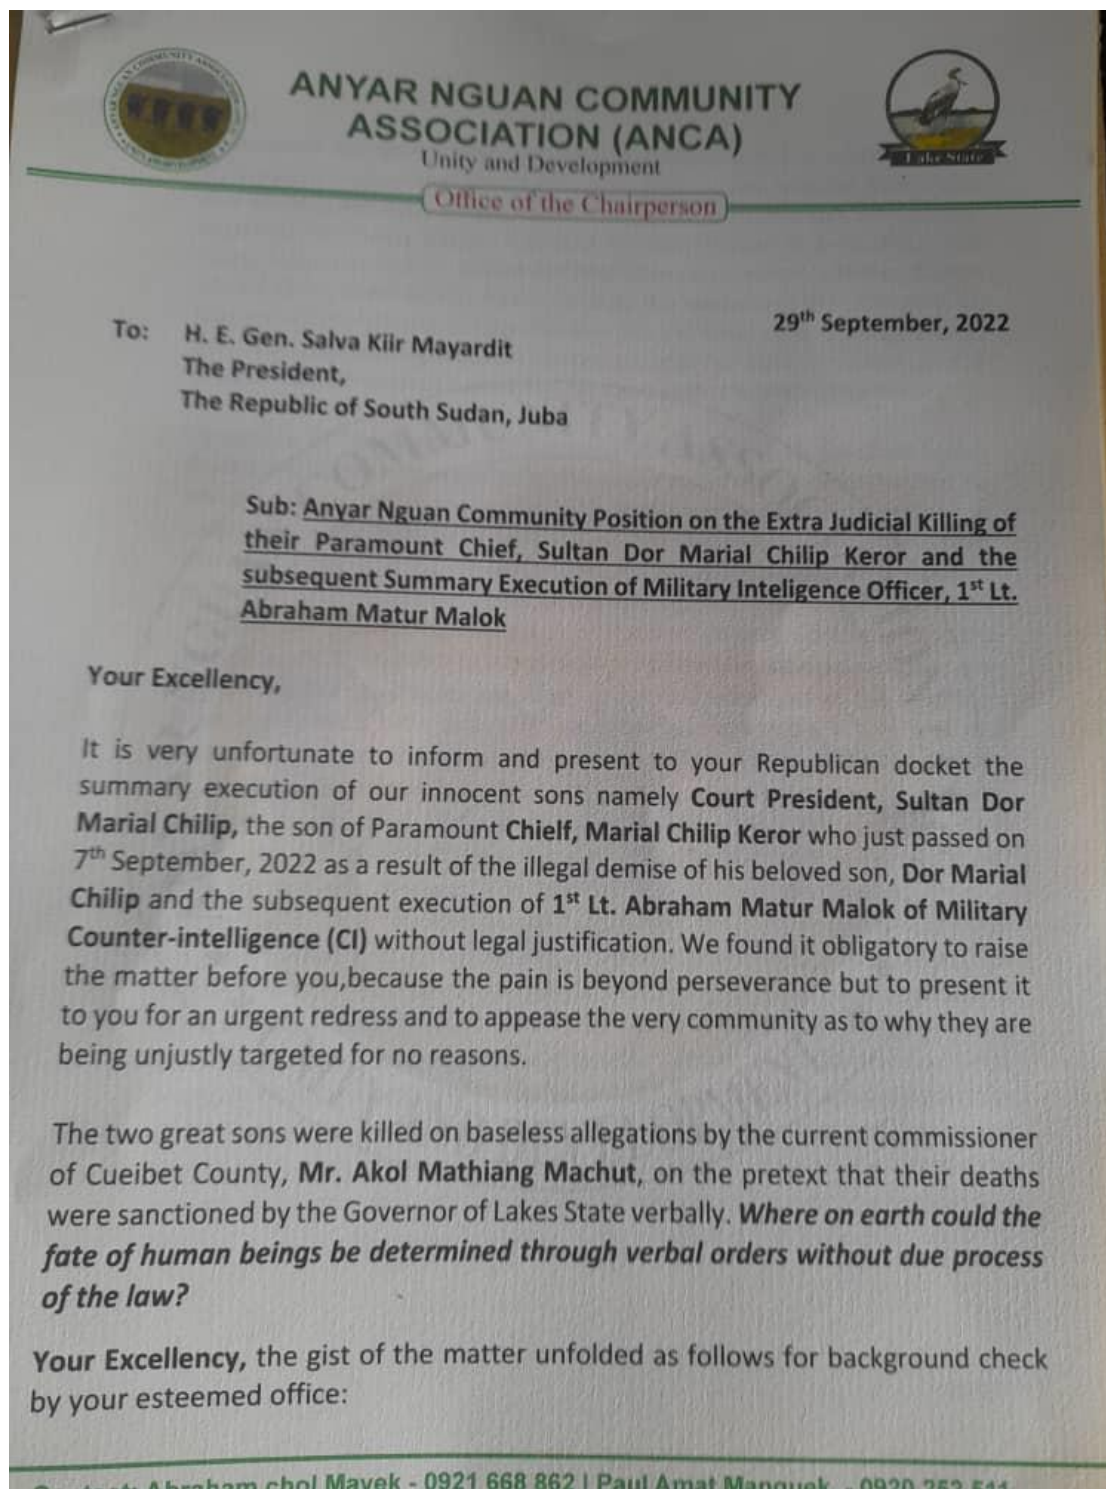 ANYAR NGUAN COMMUNITY
ASSOCIATION (ANCA)
Unity and Development
Office of the Chairperson
Lake State
29th September, 2022
To: H. E. Gen. Salva Kiir Mayardit
The President,
The Republic of South Sudan, Juba
Sub: Anyar Nguan Community Position on the Extra Judicial Killing of
their Paramount Chief, Sultan Dor Marial Chilip Keror and the
subsequent Summary Execution of Military Inteligence Officer, 1st Lt.
Abraham Matur Malok
Your Excellency,
It is very unfortunate to inform and present to your Republican docket the
summary execution of our innocent sons namely Court President, Sultan Dor
Marial Chilip, the son of Paramount Chielf, Marial Chilip Keror who just passed on
7th September, 2022 as a result of the illegal demise of his beloved son, Dor Marial
Chilip and the subsequent execution of 1st Lt. Abraham Matur Malok of Military
Counter-intelligence (CI) without legal justification. We found it obligatory to raise
the matter before you,because the pain is beyond perseverance but to present it
to you for an urgent redress and to appease the very community as to why they are
being unjustly targeted for no reasons.
The two great sons were killed on baseless allegations by the current commissioner
of Cueibet County, Mr. Akol Mathiang Machut, on the pretext that their deaths
were sanctioned by the Governor of Lakes State verbally. Where on earth could the
fate of human beings be determined through verbal orders without due process
of the law?
Your Excellency, the gist of the matter unfolded as follows for background check
by your esteemed office:
Abraham chol Mayek - 0921 668 862 | Paul Amat Manguek - 0920